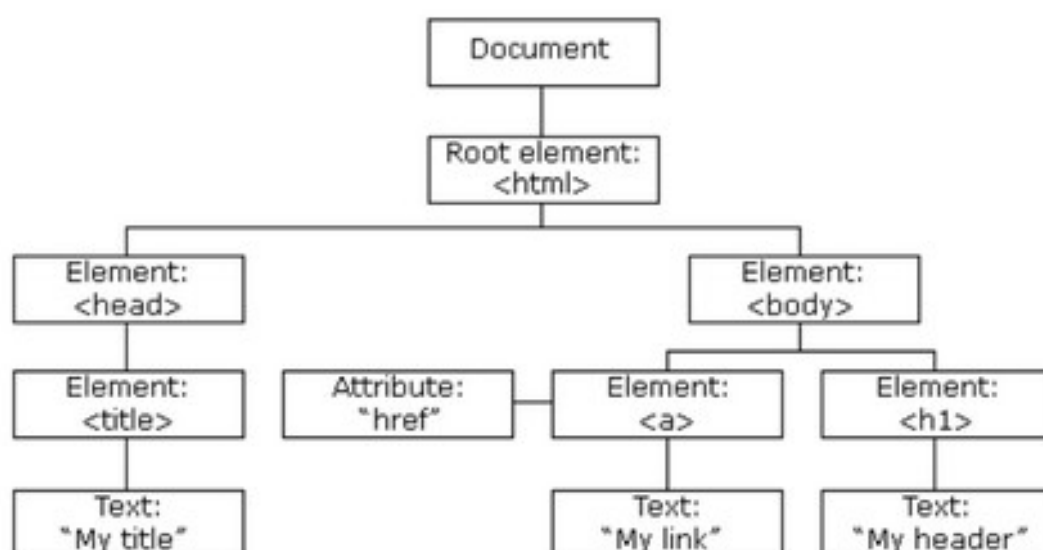 Document
Root element:
<html>
Element:
<head>
Element:
<body>
Element:
<title>
Attribute:
“href”
Element:
<a>
Element:
<h1>
Text:
“My title”
Text:
“My link”
Text:
“My header”